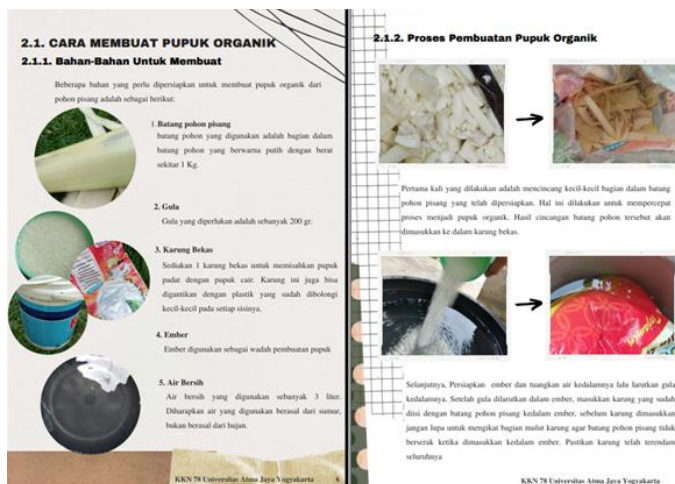 2.1. CARA MEMBUAT PUPUK ORGANIK
2.1.1. Bahan-Bahan Untuk Membuat
Beberapa bahan yang perlu dipersiapkan untuk membuat pupuk organik dari
pohon pisang adalah sebagai berikut:
1. Batang pohon pisang
batang pohon yang digunakan adalah bagian dalam
batang pohon yang berwarna putih dengan berat
sekitar 1 Kg.
2. Gula
Gula yang diperlukan adalah sebanyak 200 gr.
3. Karung Bekas
Sediakan 1 karung bekas untuk memisahkan pupuk
padat dengan pupuk cair. Karung ini juga bisa
digantikan dengan plastik yang sudah dibolongi
kecil-kecil pada setiap sisinya.
4. Ember
Ember digunakan sebagai wadah pembuatan pupuk
5. Air Bersih
Air bersih yang digunakan sebanyak 3 liter.
Diharapkan air yang digunakan berasal dari sumur,
bukan berasal dari hujan.
KKN 78 Universitas Atma Jaya Yogyakarta 6
2.1.2. Proses Pembuatan Pupuk Organik
Pertama kali yang dilakukan adalah mencincang kecil-kecil bagian dalam batang
pohon pisang yang telah dipersiapkan. Hal ini dilakukan untuk mempercepat
proses menjadi pupuk organik. Hasil cincangan batang pohon tersebut akan
dimasukkan ke dalam karung bekas.
Selanjutnya, Persiapkan ember dan tuangkan air kedalamnya lalu larutkan gula
kedalamnya. Setelah gula dilarutkan dalam ember, masukkan karung yang sudah
diisi dengan batang pohon pisang kedalam ember, sebelum karung dimasukkan
jangan lupa untuk mengikat bagian mulut karung agar batang pohon pisang tidak
berserak ketika dimasukkan kedalam ember. Pastikan karung telah terendam
seluruhnya
KKN 78 Universitas Atma Jaya Yogyakarta